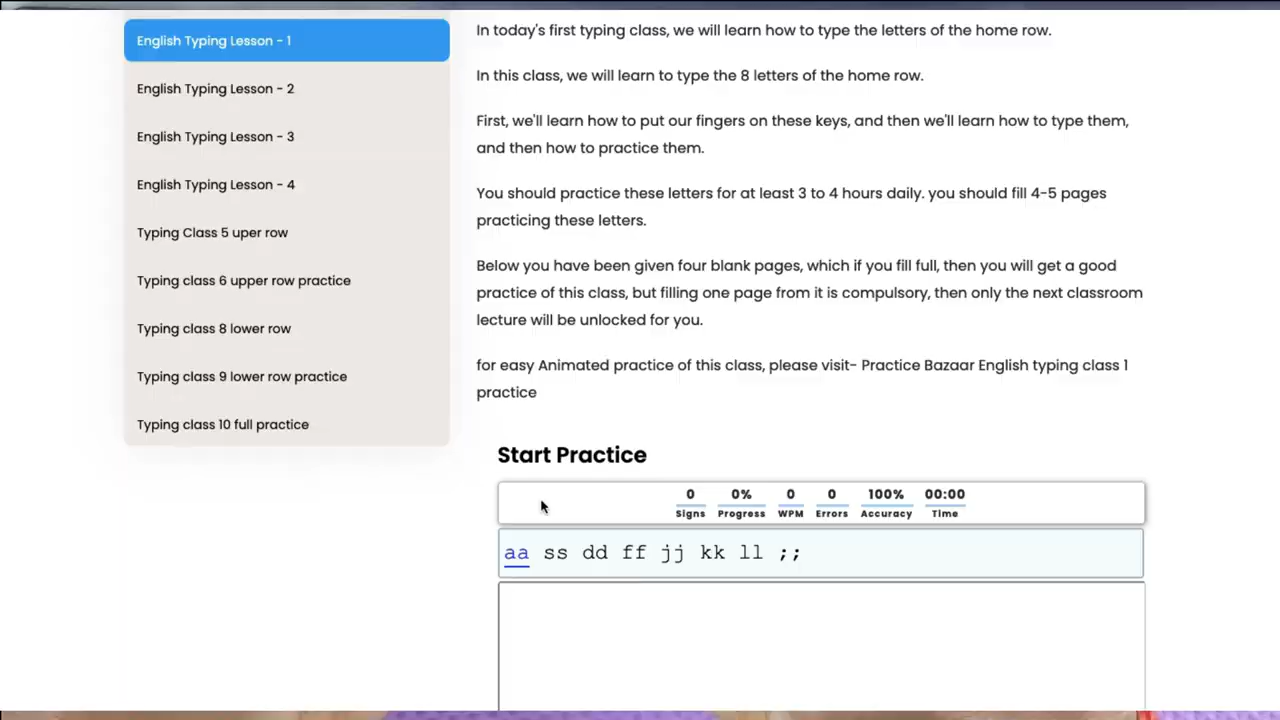 English Typing Lesson - 1
English Typing Lesson - 2
English Typing Lesson - 3
English Typing Lesson - 4
Typing Class 5 uper row
Typing class 6 upper row practice
Typing class 8 lower row
Typing class 9 lower row practice
Typing class 10 full practice
In today's first typing class, we will learn how to type the letters of the home row.
In this class, we will learn to type the 8 letters of the home row.
First, we'll learn how to put our fingers on these keys, and then we'll learn how to type them,
and then how to practice them.
You should practice these letters for at least 3 to 4 hours daily. you should fill 4-5 pages
practicing these letters.
Below you have been given four blank pages, which if you fill full, then you will get a good
practice of this class, but filling one page from it is compulsory, then only the next classroom
lecture will be unlocked for you.
for easy Animated practice of this class, please visit- Practice Bazaar English typing class 1
practice
Start Practice
0 0% 0 0 100% 00:00
Signs Progress WPM Errors Accuracy Time
aa ss dd ff jj kk ll ;;